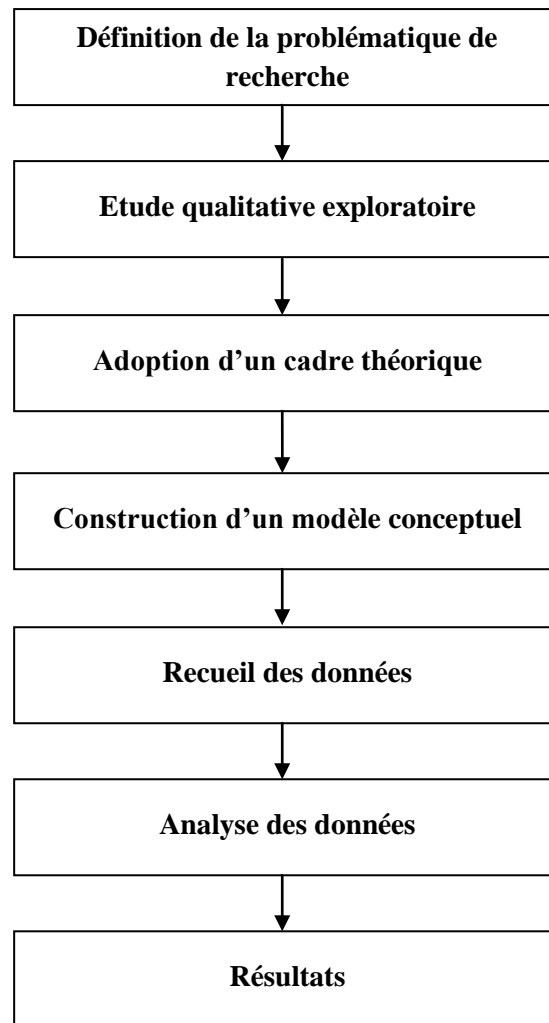 Définition de la problématique de
recherche
Etude qualitative exploratoire
Adoption d’un cadre théorique
Construction d’un modèle conceptuel
Recueil des données
Analyse des données
Résultats